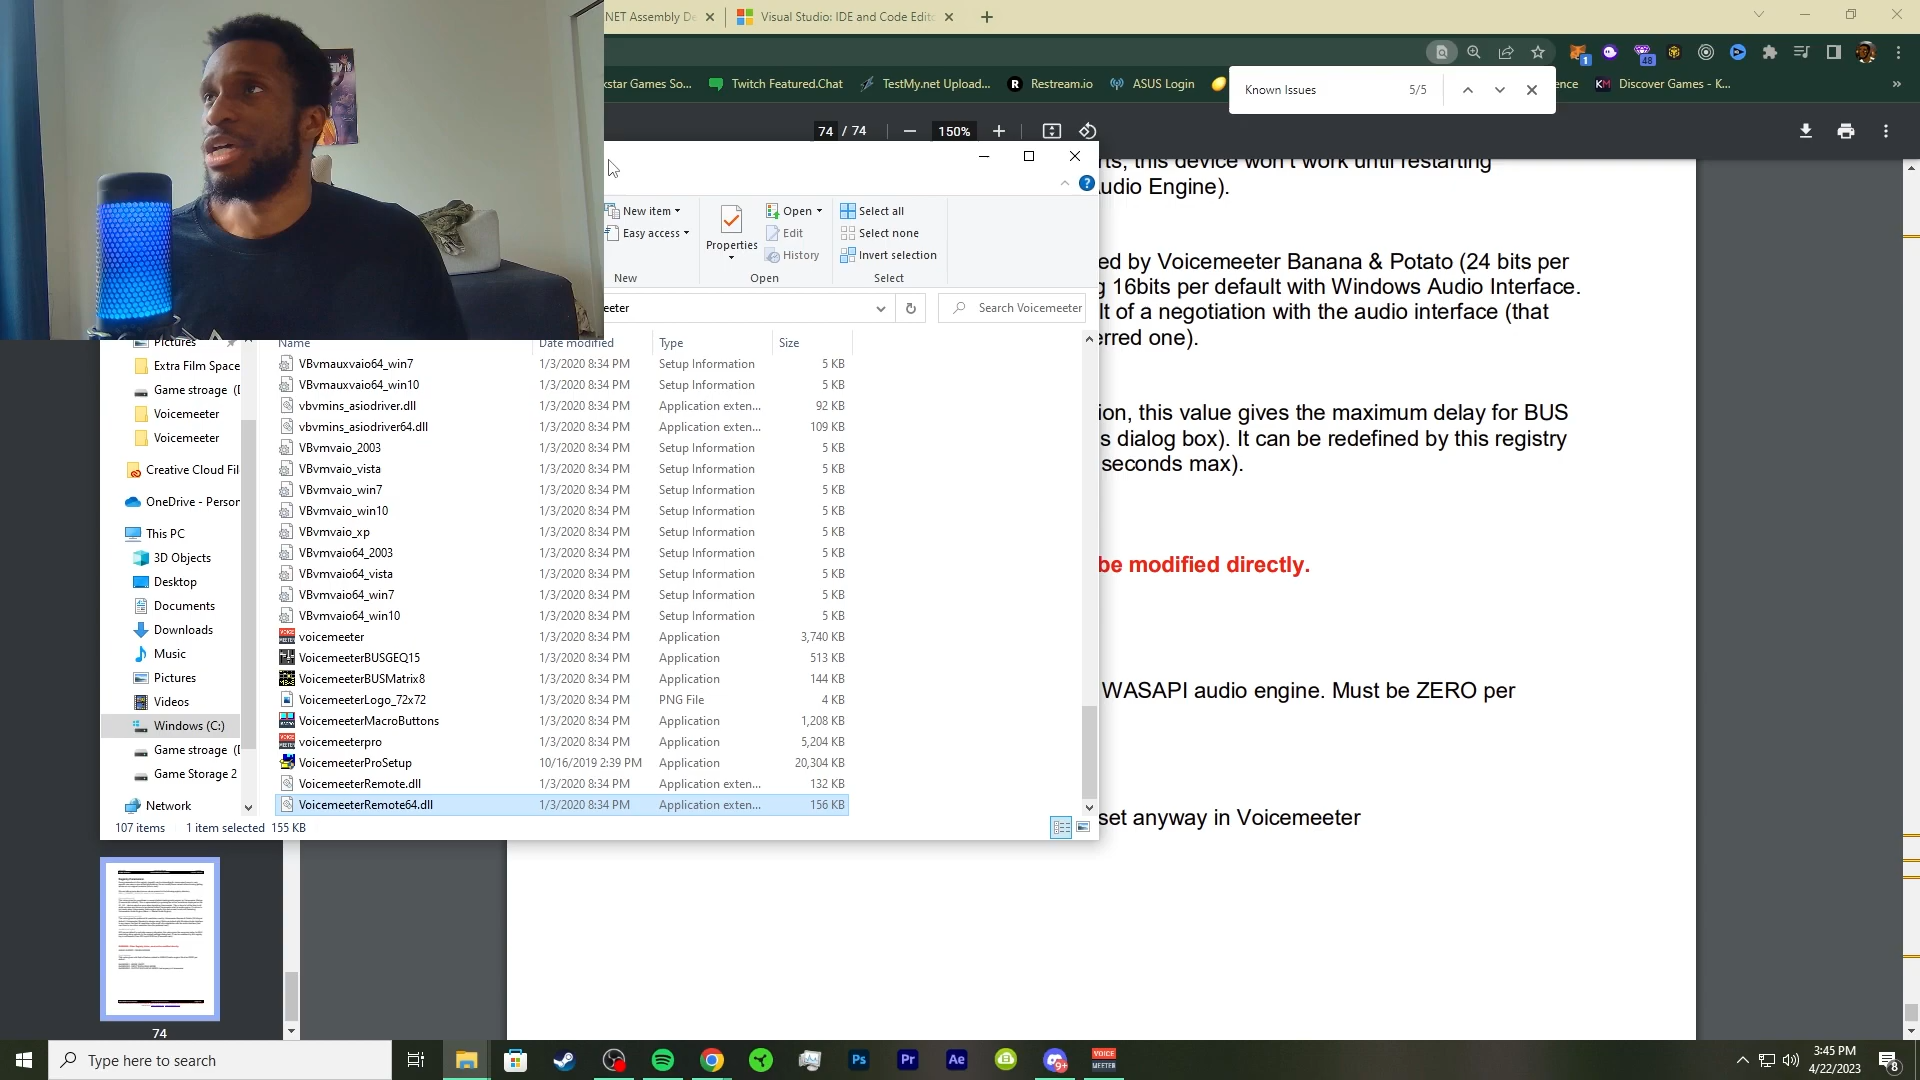 NET Assembly De
Visual Studio: IDE and Code Edito
kstar Games So...
Twitch Featured.Chat
TestMy.net Upload...
Restream.io
ASUS Login
Known Issues
5/5
ence
Discover Games - K...
74 / 74
150%
this device won't work until restarting
udio Engine).
New item
Easy access
New
Properties
Open
Edit
History
Open
Select all
Select none
Invert selection
Select
eeter
Search Voicemeeter
ed by Voicemeeter Banana & Potato (24 bits per
g 16bits per default with Windows Audio Interface.
lt of a negotiation with the audio interface (that
erred one).
ion, this value gives the maximum delay for BUS
s dialog box). It can be redefined by this registry
seconds max).
be modified directly.
WASAPI audio engine. Must be ZERO per
set anyway in Voicemeeter
Pictures
Extra Film Space
Game stroage (D
Voicemeeter
Voicemeeter
Creative Cloud Fil
OneDrive - Person
This PC
3D Objects
Desktop
Documents
Downloads
Music
Pictures
Videos
Windows (C:)
Game stroage (D
Game Storage 2
Network
Name Date modified Type Size
VBvmauxvaio64_win7 1/3/2020 8:34 PM Setup Information 5 KB
VBvmauxvaio64_win10 1/3/2020 8:34 PM Setup Information 5 KB
vbvmins_asiodriver.dll 1/3/2020 8:34 PM Application exten... 92 KB
vbvmins_asiodriver64.dll 1/3/2020 8:34 PM Application exten... 109 KB
VBvmvaio_2003 1/3/2020 8:34 PM Setup Information 5 KB
VBvmvaio_vista 1/3/2020 8:34 PM Setup Information 5 KB
VBvmvaio_win7 1/3/2020 8:34 PM Setup Information 5 KB
VBvmvaio_win10 1/3/2020 8:34 PM Setup Information 5 KB
VBvmvaio_xp 1/3/2020 8:34 PM Setup Information 5 KB
VBvmvaio64_2003 1/3/2020 8:34 PM Setup Information 5 KB
VBvmvaio64_vista 1/3/2020 8:34 PM Setup Information 5 KB
VBvmvaio64_win7 1/3/2020 8:34 PM Setup Information 5 KB
VBvmvaio64_win10 1/3/2020 8:34 PM Setup Information 5 KB
voicemeeter 1/3/2020 8:34 PM Application 3,740 KB
VoicemeeterBUSGEQ15 1/3/2020 8:34 PM Application 513 KB
VoicemeeterBUSMatrix8 1/3/2020 8:34 PM Application 144 KB
VoicemeeterLogo_72x72 1/3/2020 8:34 PM PNG File 4 KB
VoicemeeterMacroButtons 1/3/2020 8:34 PM Application 1,208 KB
voicemeeterpro 1/3/2020 8:34 PM Application 5,204 KB
VoicemeeterProSetup 10/16/2019 2:39 PM Application 20,304 KB
VoicemeeterRemote.dll 1/3/2020 8:34 PM Application exten... 132 KB
VoicemeeterRemote64.dll 1/3/2020 8:34 PM Application exten... 156 KB
107 items 1 item selected 155 KB
74
Type here to search
Ps
Pr
Ae
9+
VOICE
MEETER
3:45 PM
4/22/2023
8